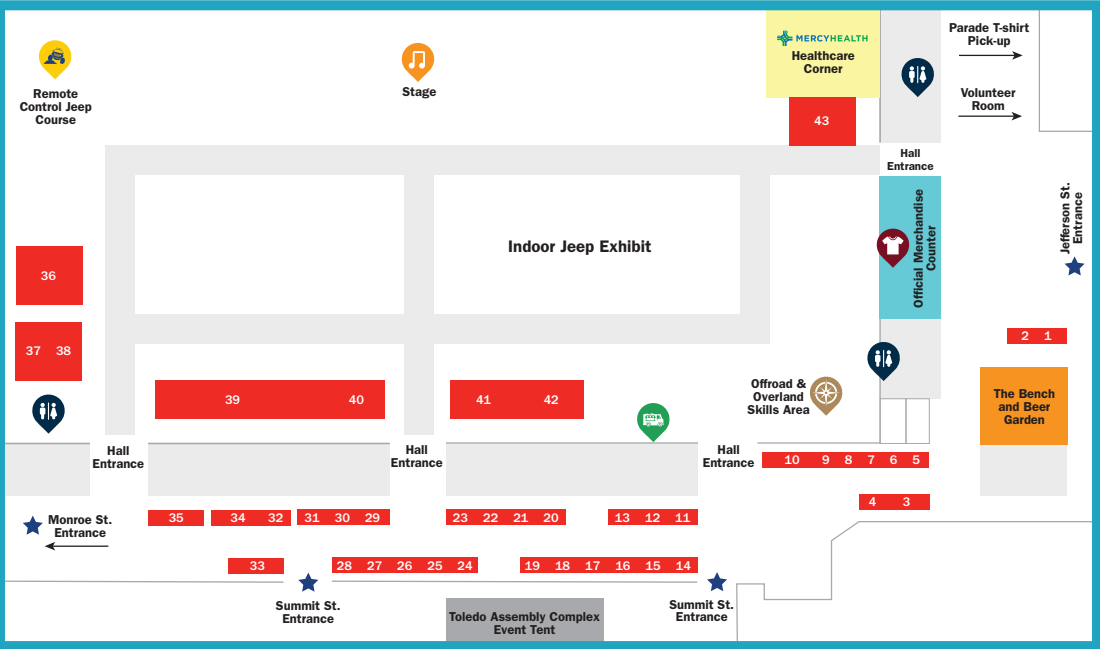 MERCYHEALTH
Healthcare
Corner
Parade T-shirt
Pick-up
Volunteer
Room
Remote
Control Jeep
Course
Stage
43
Hall
Entrance
Jefferson St.
Entrance
Official Merchandise
Counter
Indoor Jeep Exhibit
36
37 38
2 1
39 40
41 42
Offroad &
Overland
Skills Area
The Bench
and Beer
Garden
Hall
Entrance
Hall
Entrance
Hall
Entrance
10 9 8 7 6 5
4 3
Monroe St.
Entrance
35
34 32
31 30 29
23 22 21 20
13 12 11
33
28 27 26 25 24
19 18 17 16 15 14
Summit St.
Entrance
Toledo Assembly Complex
Event Tent
Summit St.
Entrance